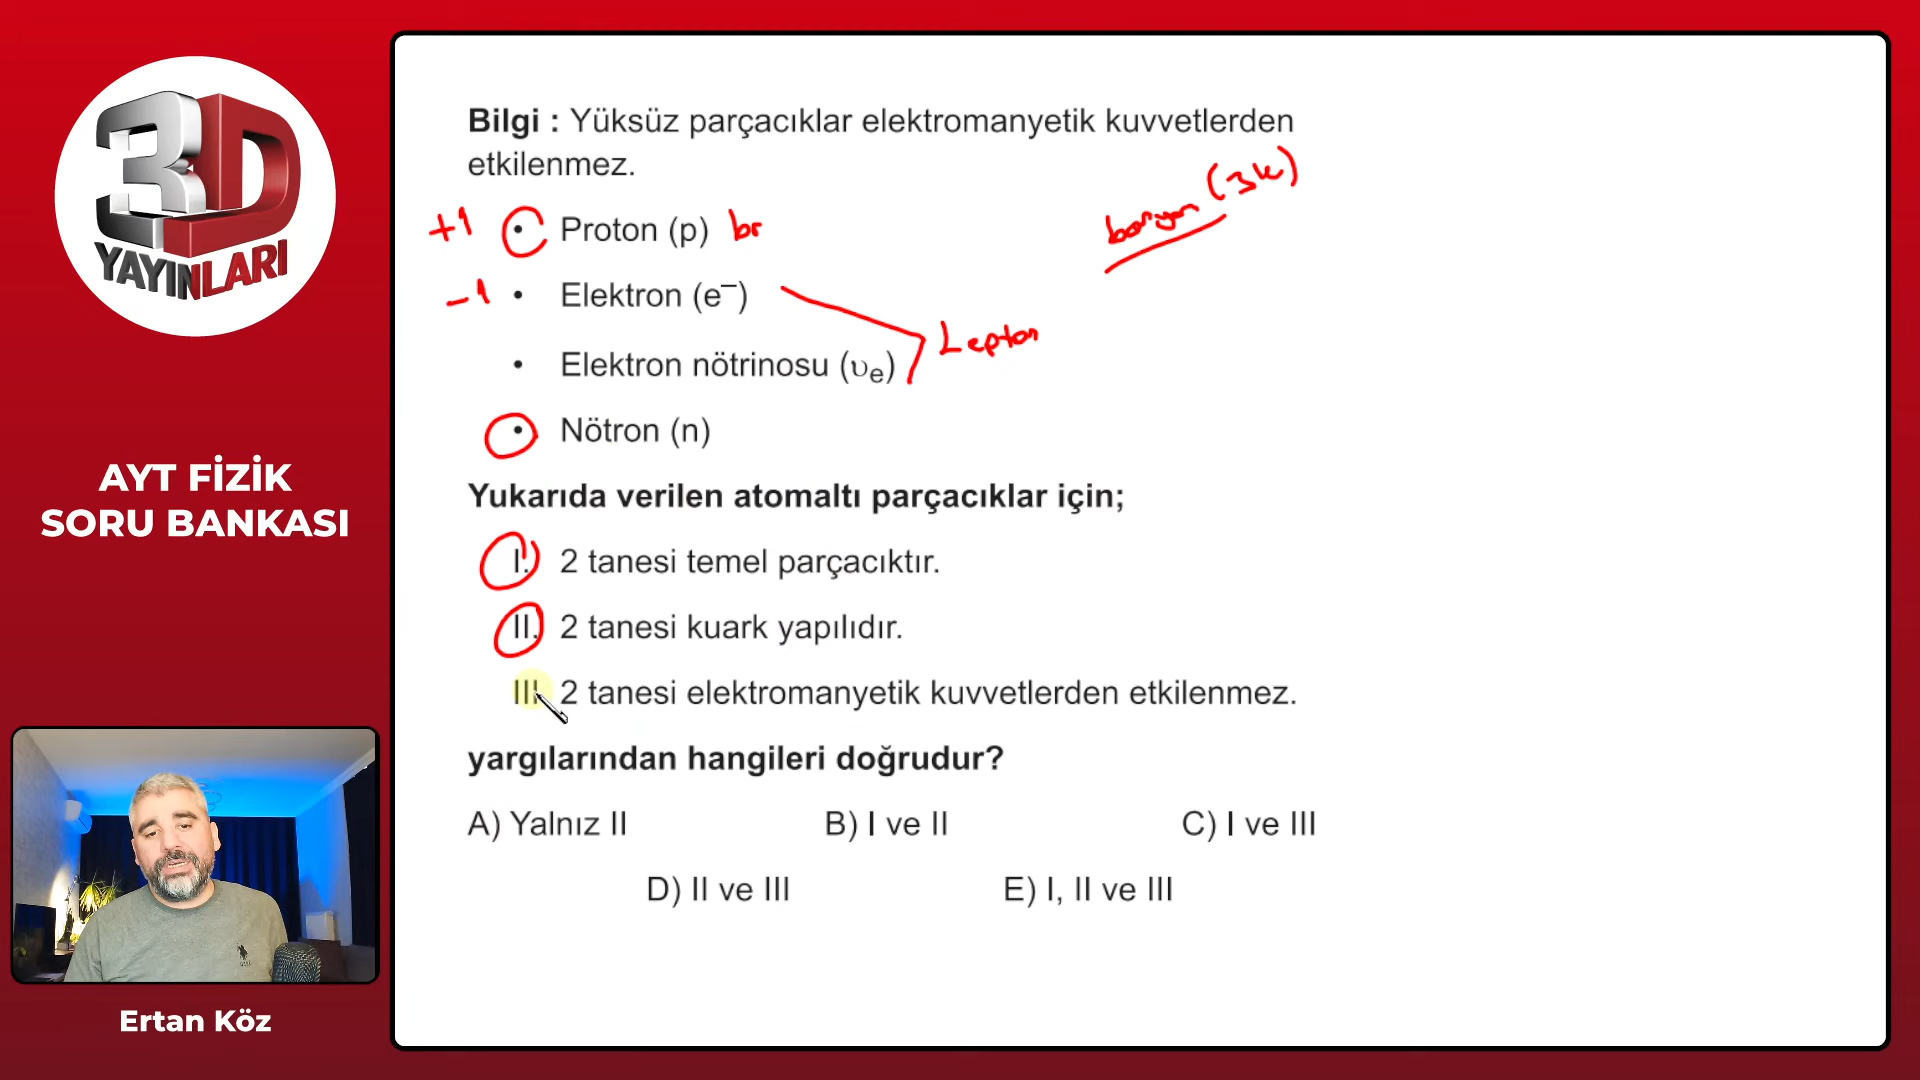 3D
YAYINLARI
AYT FİZİK
SORU BANKASI
Ertan Köz
Bilgi : Yüksüz parçacıklar elektromanyetik kuvvetlerden
etkilenmez.
baryon (3k)
+1 • Proton (p) br
-1 • Elektron (e⁻)
Lepton
• Elektron nötrinosu (υₑ)
• Nötron (n)
Yukarıda verilen atomaltı parçacıklar için;
I. 2 tanesi temel parçacıktır.
II. 2 tanesi kuark yapılıdır.
III. 2 tanesi elektromanyetik kuvvetlerden etkilenmez.
yargılarından hangileri doğrudur?
A) Yalnız II B) I ve II C) I ve III
D) II ve III E) I, II ve III